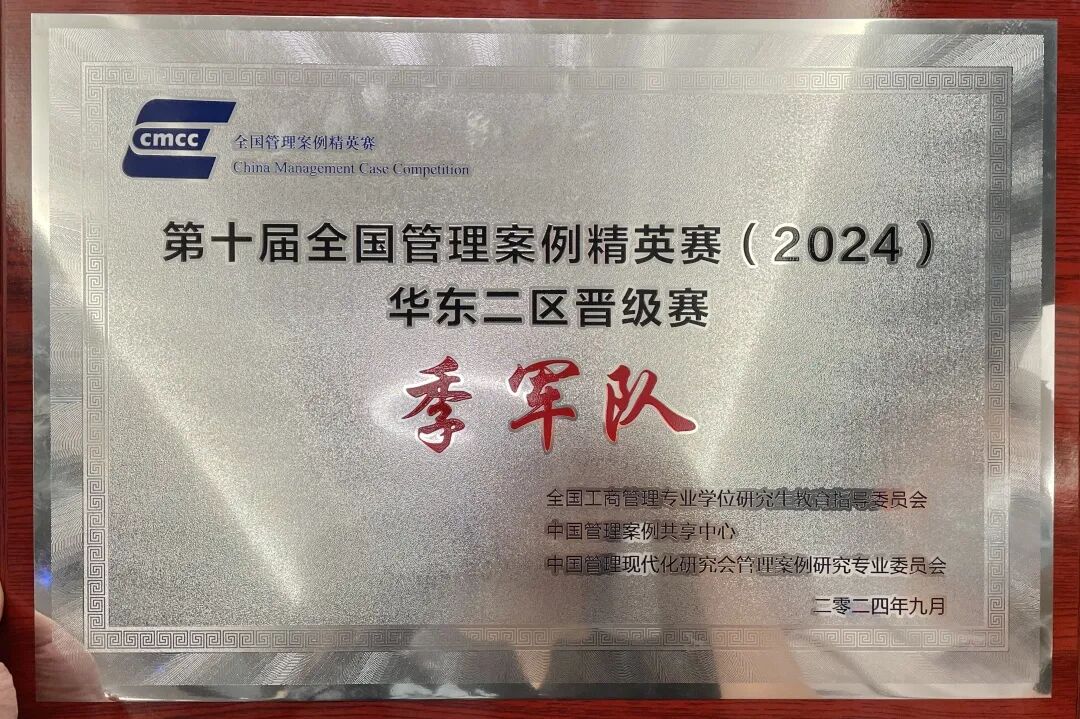 cmcc
全国管理案例精英赛
China Management Case Competition
第十届全国管理案例精英赛（2024）
华东二区晋级赛
季军队
全国工商管理专业学位研究生教育指导委员会
中国管理案例共享中心
中国管理现代化研究会管理案例研究专业委员会
二零二四年九月